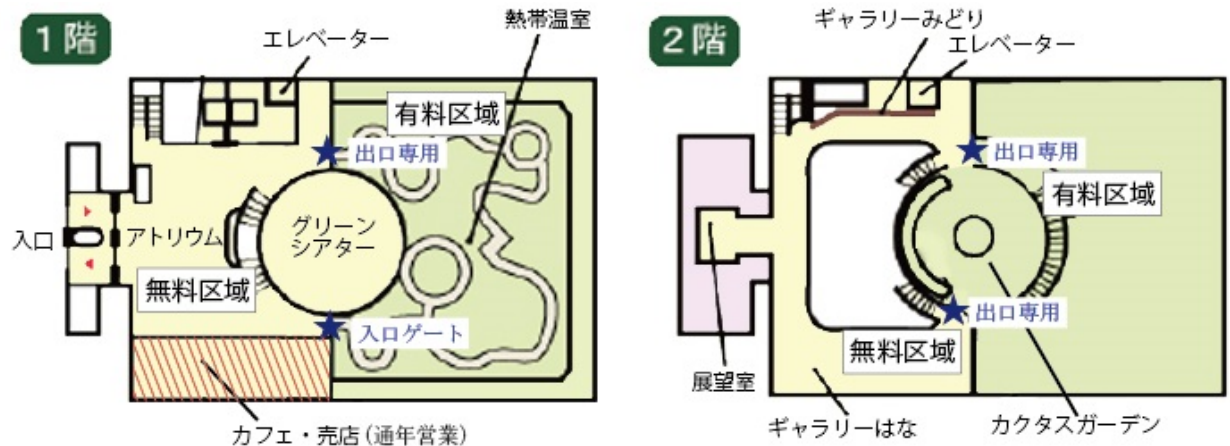 1階
エレベーター
熱帯温室
有料区域
出口専用
グリーン
シアター
入口
アトリウム
無料区域
入口ゲート
カフェ・売店(通年営業)
2階
ギャラリーみどり
エレベーター
出口専用
有料区域
出口専用
無料区域
展望室
ギャラリーはな
カクタスガーデン